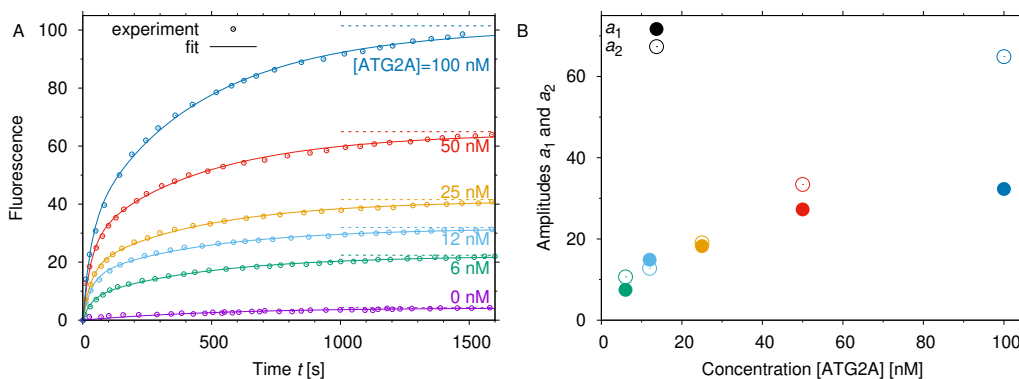 A
experiment
fit
[ATG2A]=100 nM
50 nM
25 nM
12 nM
6 nM
0 nM
Fluorescence
100
80
60
40
20
0
0 500 1000 1500
Time t [s]
B
a₁
a₂
Amplitudes a₁ and a₂
60
40
20
0
0 20 40 60 80 100
Concentration [ATG2A] [nM]